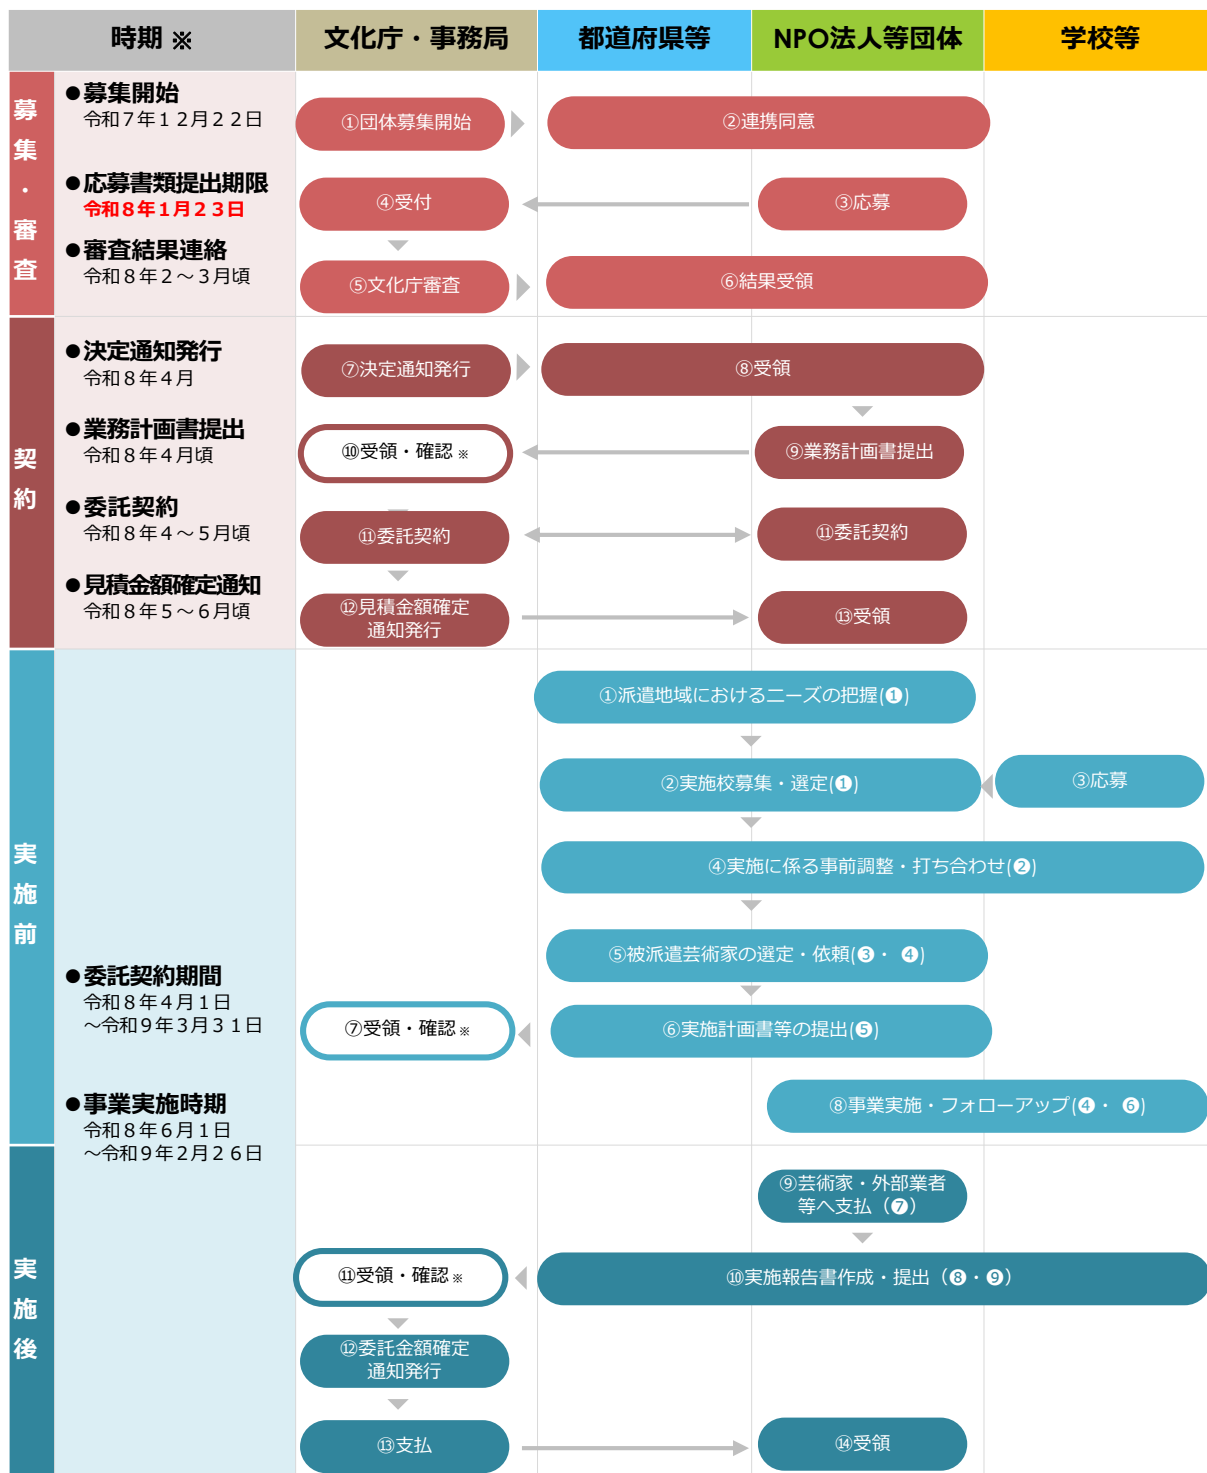 時期 ※
文化庁・事務局
都道府県等
NPO法人等団体
学校等
募集・審査
●募集開始
令和７年１２月２２日
①団体募集開始
②連携同意
●応募書類提出期限
令和８年１月２３日
④受付
③応募
●審査結果連絡
令和８年２～３月頃
⑤文化庁審査
⑥結果受領
契約
●決定通知発行
令和８年４月
⑦決定通知発行
⑧受領
●業務計画書提出
令和８年４月頃
⑩受領・確認 ※
⑨業務計画書提出
●委託契約
令和８年４～５月頃
⑪委託契約
⑪委託契約
●見積金額確定通知
令和８年５～６月頃
⑫見積金額確定
通知発行
⑬受領
実施前
①派遣地域におけるニーズの把握(❶)
②実施校募集・選定(❶)
③応募
④実施に係る事前調整・打ち合わせ(❷)
⑤被派遣芸術家の選定・依頼(❸・ ❹)
●委託契約期間
令和８年４月１日
～令和９年３月３１日
⑦受領・確認 ※
⑥実施計画書等の提出(❺)
●事業実施時期
令和８年６月１日
～令和９年２月２６日
⑧事業実施・フォローアップ(❹・ ❻)
実施後
⑨芸術家・外部業者
等へ支払（❼）
⑪受領・確認 ※
⑩実施報告書作成・提出（❽・❾）
⑫委託金額確定
通知発行
⑬支払
⑭受領